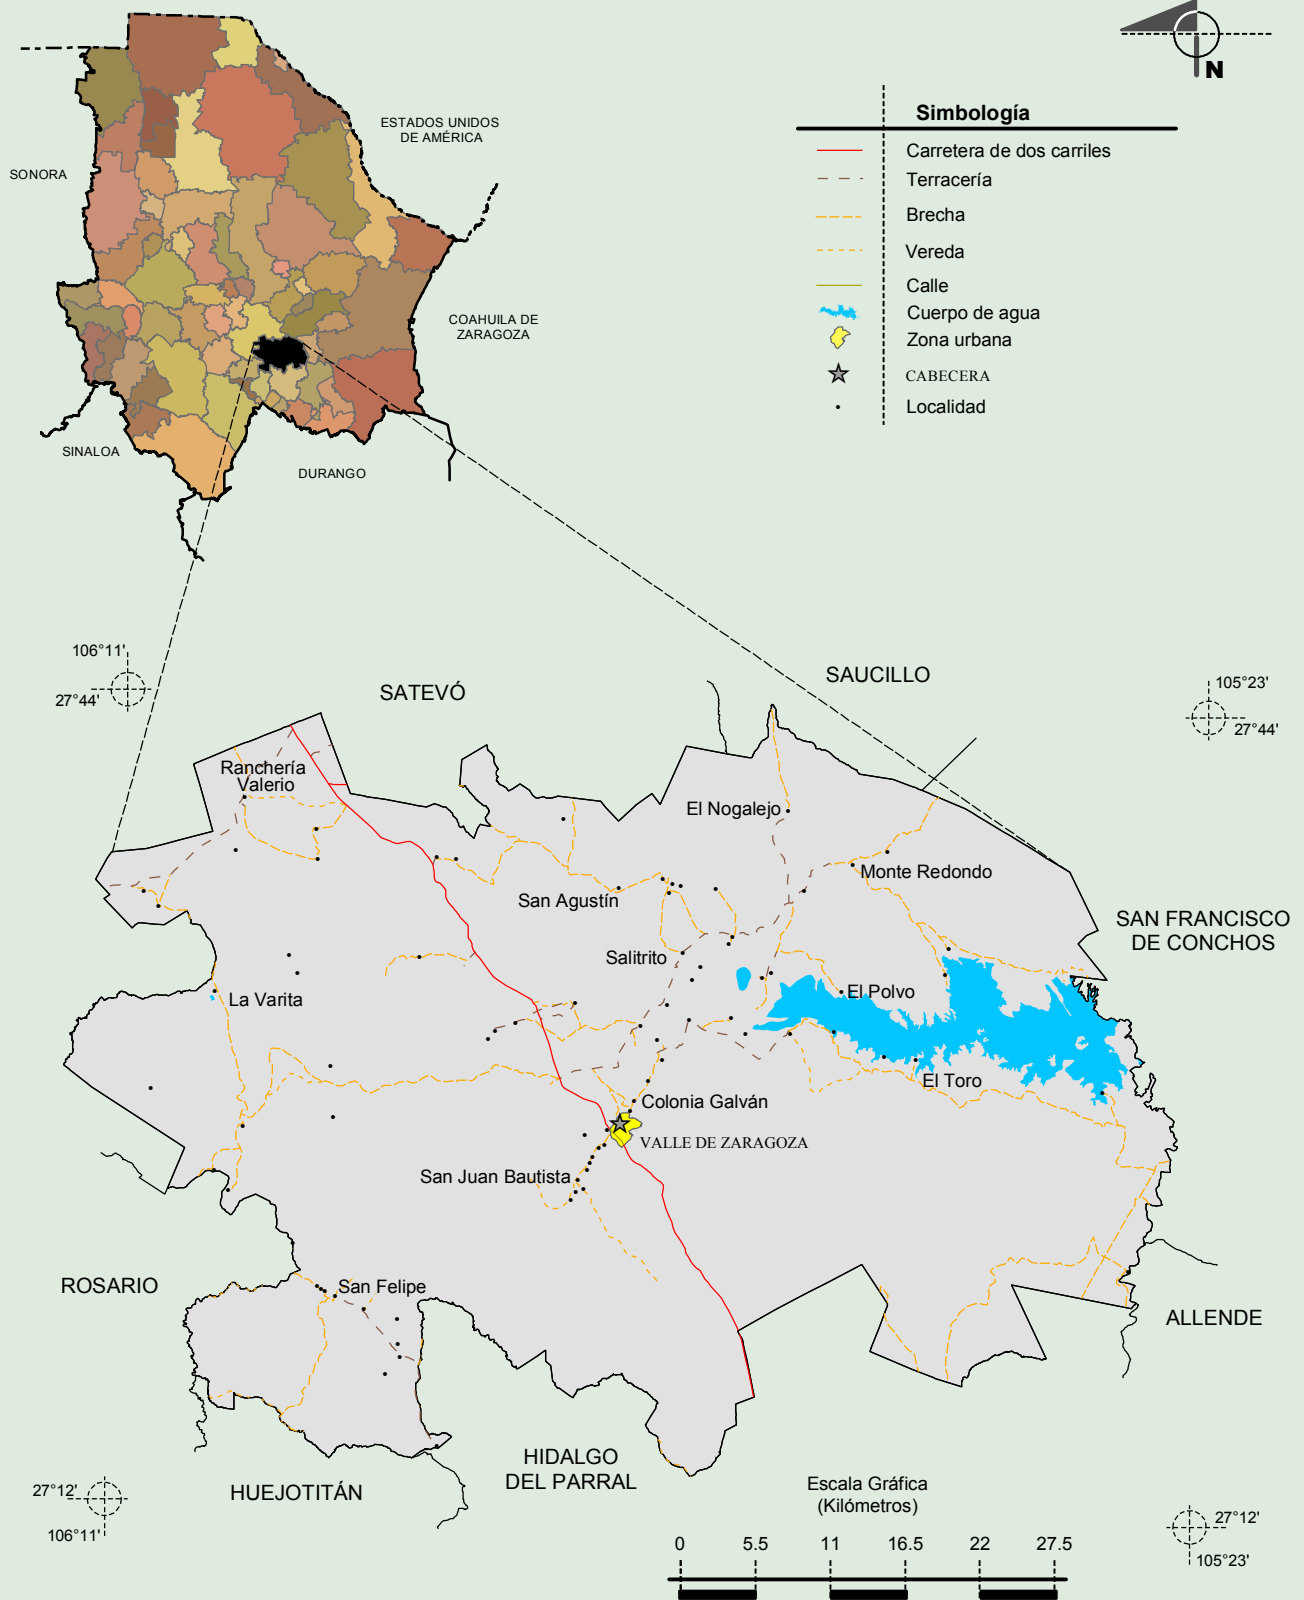 N
Simbología
Carretera de dos carriles
Terracería
Brecha
Vereda
Calle
Cuerpo de agua
Zona urbana
CABECERA
Localidad
ESTADOS UNIDOS
DE AMÉRICA
SONORA
COAHUILA DE
ZARAGOZA
SINALOA
DURANGO
106°11'
27°44'
SATEVÓ
SAUCILLO
105°23'
27°44'
Ranchería
Valerio
El Nogalejo
Monte Redondo
San Agustín
SAN FRANCISCO
DE CONCHOS
Salitrito
El Polvo
La Varita
El Toro
Colonia Galván
VALLE DE ZARAGOZA
San Juan Bautista
ROSARIO
San Felipe
ALLENDE
HIDALGO
DEL PARRAL
HUEJOTITÁN
27°12'
106°11'
Escala Gráfica
(Kilómetros)
0 5.5 11 16.5 22 27.5
27°12'
105°23'